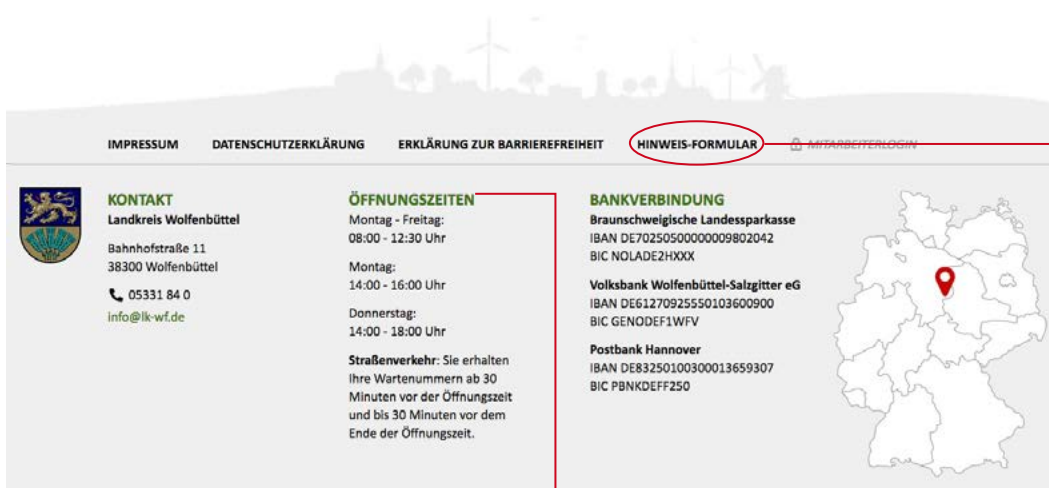 IMPRESSUM DATENSCHUTZERKLÄRUNG ERKLÄRUNG ZUR BARRIEREFREIHEIT HINWEIS-FORMULAR MITARBEITERLOGIN
KONTAKT
Landkreis Wolfenbüttel
Bahnhofstraße 11
38300 Wolfenbüttel
05331 84 0
info@lk-wf.de
ÖFFNUNGSZEITEN
Montag - Freitag:
08:00 - 12:30 Uhr
Montag:
14:00 - 16:00 Uhr
Donnerstag:
14:00 - 18:00 Uhr
Straßenverkehr: Sie erhalten
Ihre Wartenummern ab 30
Minuten vor der Öffnungszeit
und bis 30 Minuten vor dem
Ende der Öffnungszeit.
BANKVERBINDUNG
Braunschweigische Landessparkasse
IBAN DE70250500000009802042
BIC NOLADE2HXXX
Volksbank Wolfenbüttel-Salzgitter eG
IBAN DE61270925550103600900
BIC GENODEF1WFV
Postbank Hannover
IBAN DE83250100300013659307
BIC PBNKDEFF250